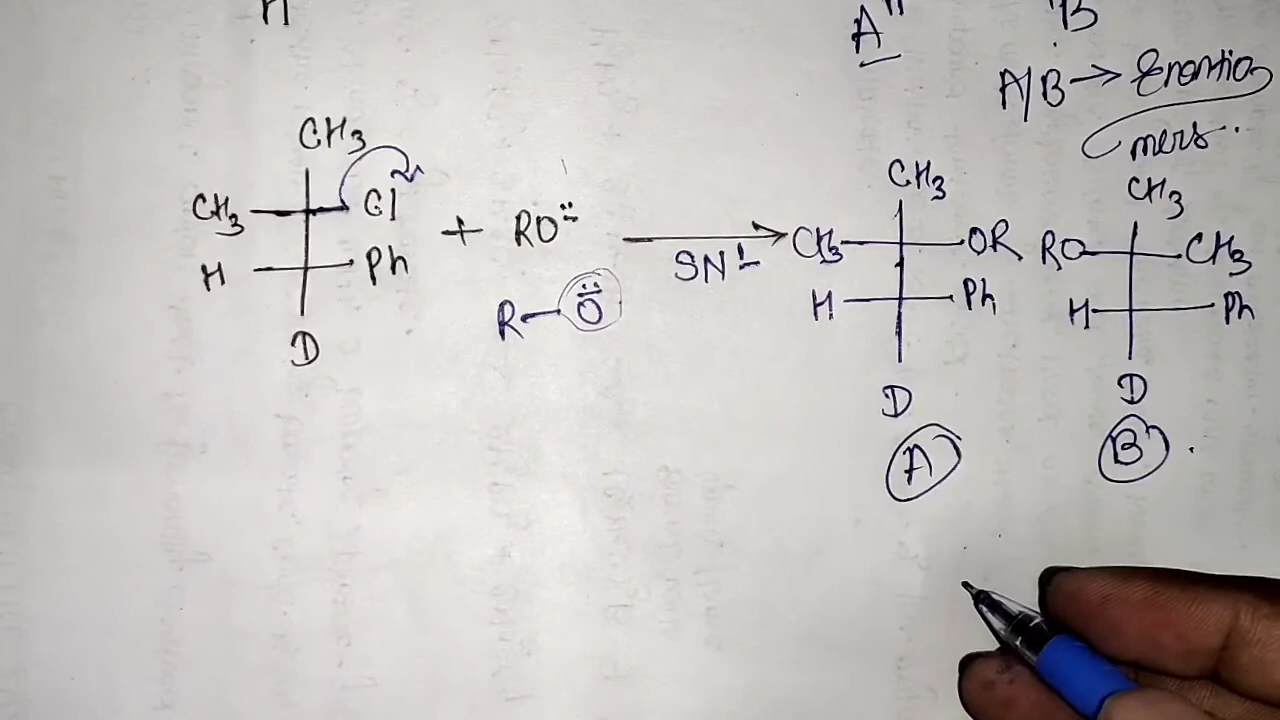 H
A
B
A/B → Enantio
mers.
CH3
CH3 Cl + RO:
H Ph
D
R-O
SN1
CH3
CH3 OR
H Ph
D
A
CH3
RO CH3
H Ph
D
B